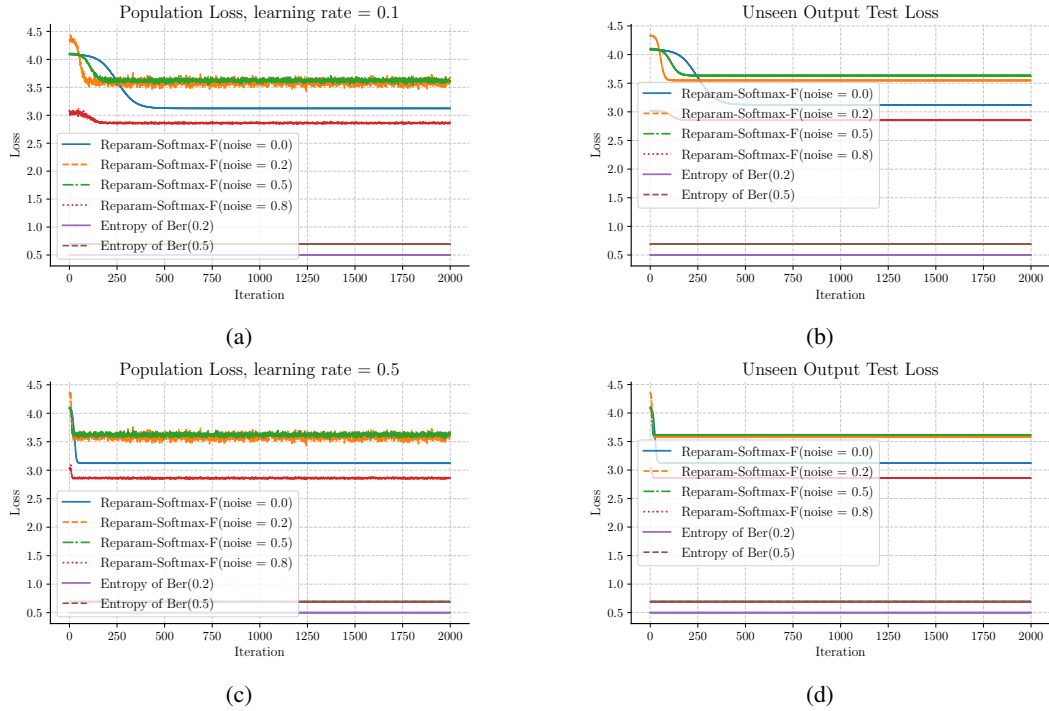 Population Loss, learning rate = 0.1
4.5
4.0
3.5
3.0
2.5
2.0
1.5
1.0
0.5
Loss
Reparam-Softmax-F(noise = 0.0)
Reparam-Softmax-F(noise = 0.2)
Reparam-Softmax-F(noise = 0.5)
Reparam-Softmax-F(noise = 0.8)
Entropy of Ber(0.2)
Entropy of Ber(0.5)
0 250 500 750 1000 1250 1500 1750 2000
Iteration
(a)
Unseen Output Test Loss
4.5
4.0
3.5
3.0
2.5
2.0
1.5
1.0
0.5
Loss
Reparam-Softmax-F(noise = 0.0)
Reparam-Softmax-F(noise = 0.2)
Reparam-Softmax-F(noise = 0.5)
Reparam-Softmax-F(noise = 0.8)
Entropy of Ber(0.2)
Entropy of Ber(0.5)
0 250 500 750 1000 1250 1500 1750 2000
Iteration
(b)
Population Loss, learning rate = 0.5
4.5
4.0
3.5
3.0
2.5
2.0
1.5
1.0
0.5
Loss
Reparam-Softmax-F(noise = 0.0)
Reparam-Softmax-F(noise = 0.2)
Reparam-Softmax-F(noise = 0.5)
Reparam-Softmax-F(noise = 0.8)
Entropy of Ber(0.2)
Entropy of Ber(0.5)
0 250 500 750 1000 1250 1500 1750 2000
Iteration
(c)
Unseen Output Test Loss
4.5
4.0
3.5
3.0
2.5
2.0
1.5
1.0
0.5
Loss
Reparam-Softmax-F(noise = 0.0)
Reparam-Softmax-F(noise = 0.2)
Reparam-Softmax-F(noise = 0.5)
Reparam-Softmax-F(noise = 0.8)
Entropy of Ber(0.2)
Entropy of Ber(0.5)
0 250 500 750 1000 1250 1500 1750 2000
Iteration
(d)